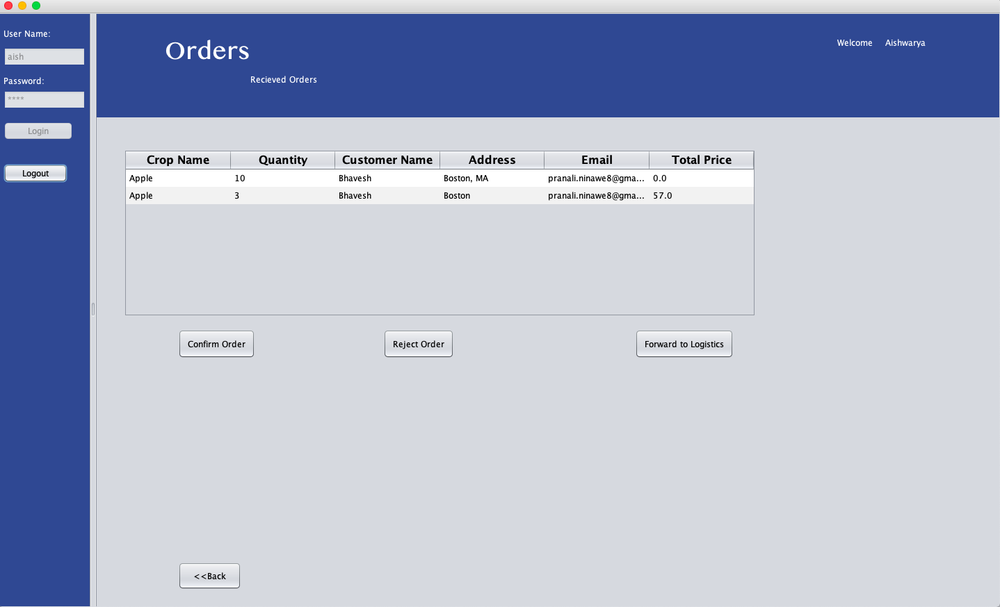 User Name:
aish
Password:
****
Login
Logout
Orders
Recieved Orders
Welcome Aishwarya
Crop Name Quantity Customer Name Address Email Total Price
Apple 10 Bhavesh Boston, MA pranali.ninawe8@gma... 0.0
Apple 3 Bhavesh Boston pranali.ninawe8@gma... 57.0
Confirm Order Reject Order Forward to Logistics
<<Back